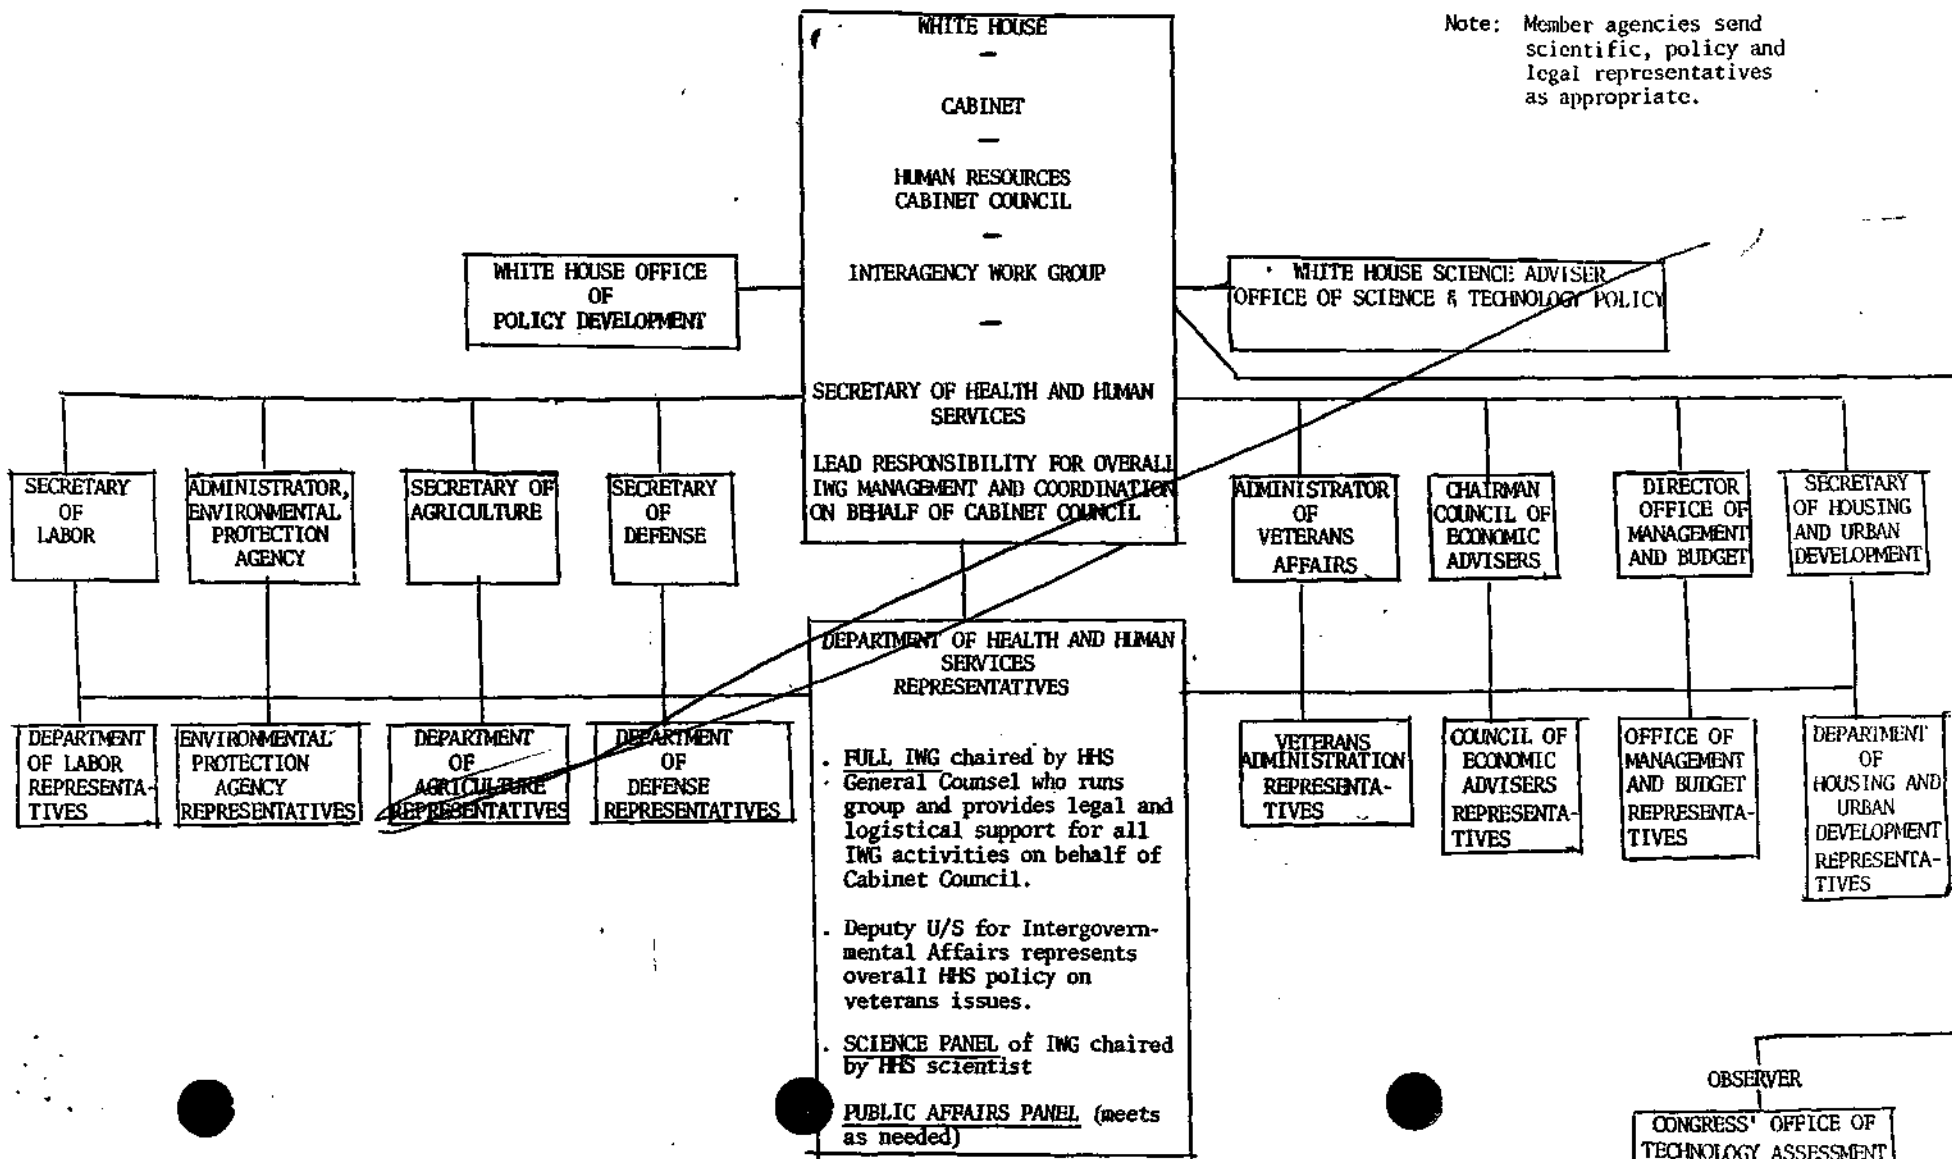 Note: Member agencies send
scientific, policy and
legal representatives
as appropriate.
WHITE HOUSE
—
CABINET
—
HUMAN RESOURCES
CABINET COUNCIL
—
INTERAGENCY WORK GROUP
—
SECRETARY OF HEALTH AND HUMAN
SERVICES
LEAD RESPONSIBILITY FOR OVERALL
IWG MANAGEMENT AND COORDINATION
ON BEHALF OF CABINET COUNCIL
WHITE HOUSE OFFICE
OF
POLICY DEVELOPMENT
WHITE HOUSE SCIENCE ADVISER
OFFICE OF SCIENCE & TECHNOLOGY POLICY
SECRETARY
OF
LABOR
ADMINISTRATOR,
ENVIRONMENTAL
PROTECTION
AGENCY
SECRETARY OF
AGRICULTURE
SECRETARY
OF
DEFENSE
ADMINISTRATOR
OF
VETERANS
AFFAIRS
CHAIRMAN
COUNCIL OF
ECONOMIC
ADVISERS
DIRECTOR
OFFICE OF
MANAGEMENT
AND BUDGET
SECRETARY
OF HOUSING
AND URBAN
DEVELOPMENT
DEPARTMENT
OF LABOR
REPRESENTA-
TIVES
ENVIRONMENTAL
PROTECTION
AGENCY
REPRESENTATIVES
DEPARTMENT
OF
AGRICULTURE
REPRESENTATIVES
DEPARTMENT
OF
DEFENSE
REPRESENTATIVES
DEPARTMENT OF HEALTH AND HUMAN
SERVICES
REPRESENTATIVES
. FULL IWG chaired by HHS
General Counsel who runs
group and provides legal and
logistical support for all
IWG activities on behalf of
Cabinet Council.
. Deputy U/S for Intergovern-
mental Affairs represents
overall HHS policy on
veterans issues.
. SCIENCE PANEL of IWG chaired
by HHS scientist
PUBLIC AFFAIRS PANEL (meets
as needed)
VETERANS
ADMINISTRATION
REPRESENTA-
TIVES
COUNCIL OF
ECONOMIC
ADVISERS
REPRESENTA-
TIVES
OFFICE OF
MANAGEMENT
AND BUDGET
REPRESENTA-
TIVES
DEPARTMENT
OF
HOUSING AND
URBAN
DEVELOPMENT
REPRESENTA-
TIVES
OBSERVER
CONGRESS' OFFICE OF
TECHNOLOGY ASSESSMENT